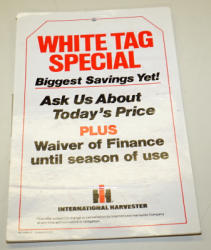 WHITE TAG
SPECIAL
Biggest Savings Yet!
Ask Us About
Today's Price
PLUS
Waiver of Finance
until season of use
INTERNATIONAL HARVESTER